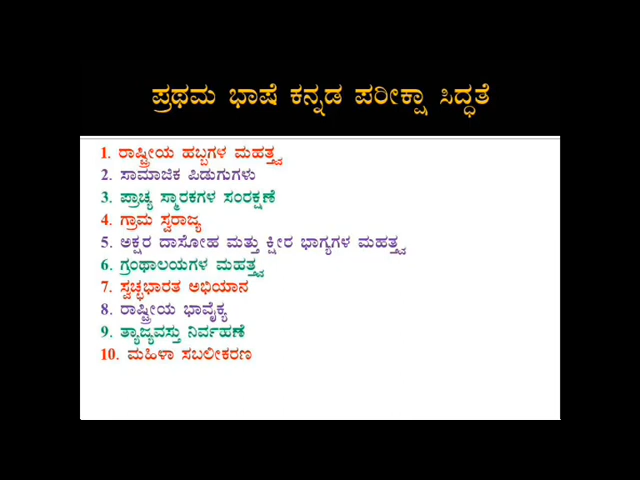 ಪ್ರಥಮ ಭಾಷೆ ಕನ್ನಡ ಪರೀಕ್ಷಾ ಸಿದ್ಧತೆ
1. ರಾಷ್ಟ್ರೀಯ ಹಬ್ಬಗಳ ಮಹತ್ತ್ವ
2. ಸಾಮಾಜಿಕ ಪಿಡುಗುಗಳು
3. ಪ್ರಾಚ್ಯ ಸ್ಮಾರಕಗಳ ಸಂರಕ್ಷಣೆ
4. ಗ್ರಾಮ ಸ್ವರಾಜ್ಯ
5. ಅಕ್ಷರ ದಾಸೋಹ ಮತ್ತು ಕ್ಷೀರ ಭಾಗ್ಯಗಳ ಮಹತ್ತ್ವ
6. ಗ್ರಂಥಾಲಯಗಳ ಮಹತ್ತ್ವ
7. ಸ್ವಚ್ಛಭಾರತ ಅಭಿಯಾನ
8. ರಾಷ್ಟ್ರೀಯ ಭಾವೈಕ್ಯ
9. ತ್ಯಾಜ್ಯವಸ್ತು ನಿರ್ವಹಣೆ
10. ಮಹಿಳಾ ಸಬಲೀಕರಣ